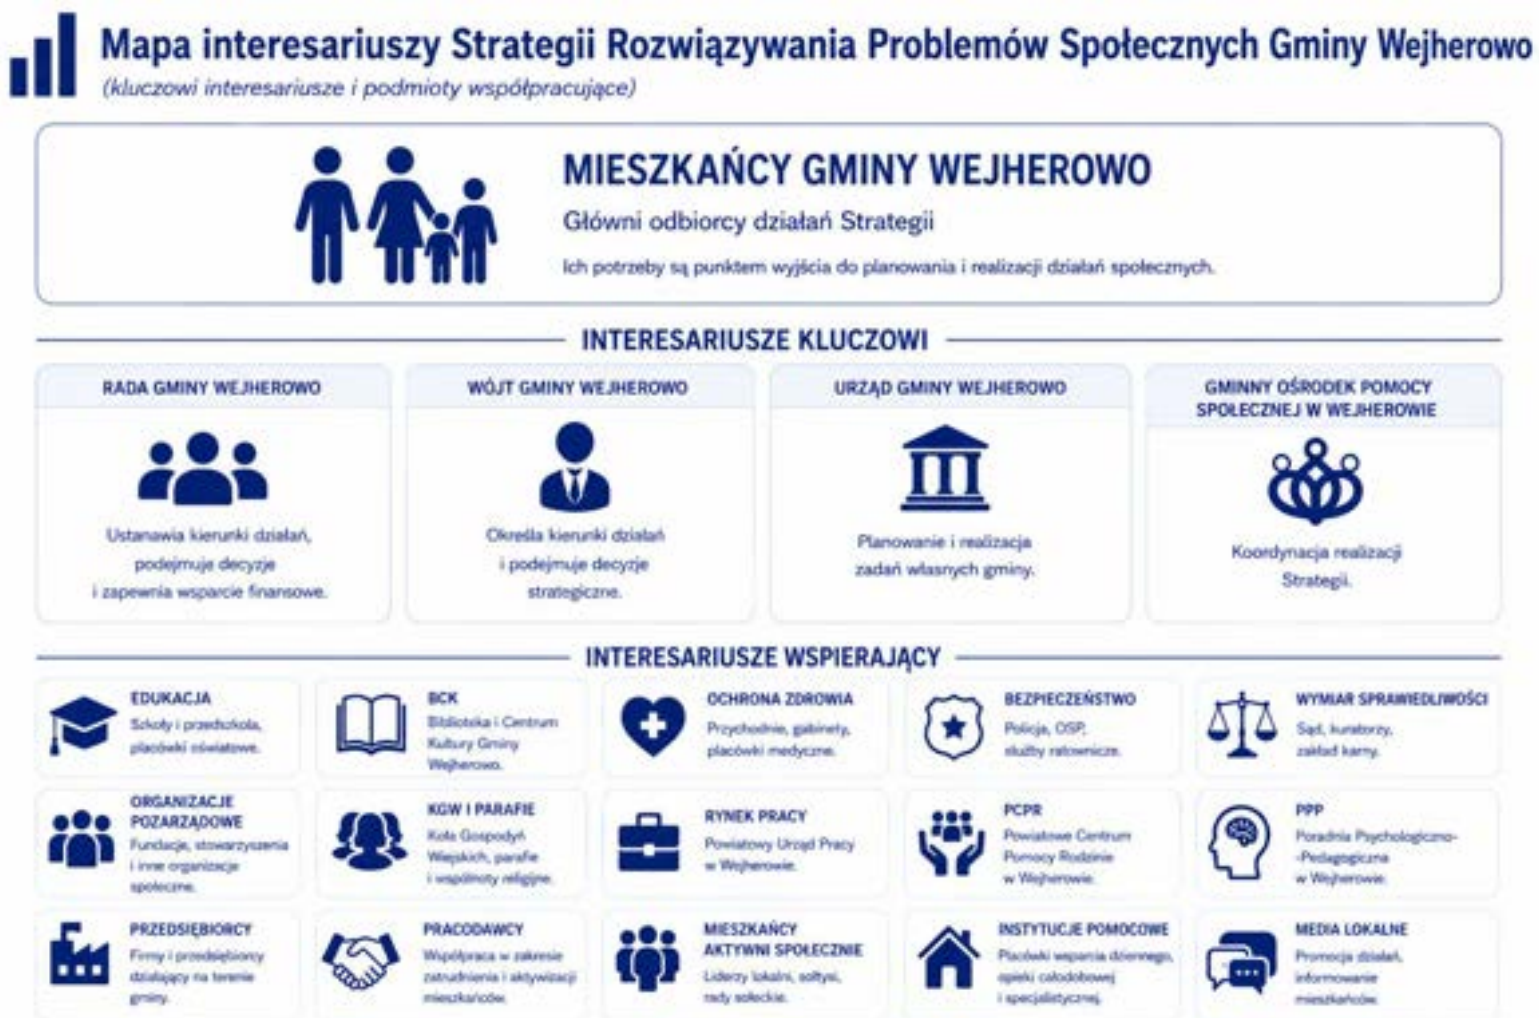 Mapa interesariuszy Strategii Rozwiązywania Problemów Społecznych Gminy Wejherowo
(kluczowi interesariusze i podmioty współpracujące)
MIESZKAŃCY GMINY WEJHEROWO
Główni odbiorcy działań Strategii
Ich potrzeby są punktem wyjścia do planowania i realizacji działań społecznych.
INTERESARIUSZE KLUCZOWI
RADA GMINY WEJHEROWO
Ustanawia kierunki działań,
podejmuje decyzje
i zapewnia wsparcie finansowe.
WÓJT GMINY WEJHEROWO
Określa kierunki działań
i podejmuje decyzje
strategiczne.
URZĄD GMINY WEJHEROWO
Planowanie i realizacja
zadań własnych gminy.
GMINNY OŚRODEK POMOCY
SPOŁECZNEJ W WEJHEROWIE
Koordynacja realizacji
Strategii.
INTERESARIUSZE WSPIERAJĄCY
EDUKACJA
Szkoły i przedszkola,
placówki oświatowe.
BCK
Biblioteka i Centrum
Kultury Gminy
Wejherowo.
OCHRONA ZDROWIA
Przychodnie, gabinety,
placówki medyczne.
BEZPIECZEŃSTWO
Policja, OSP,
służby ratownicze.
WYMIAR SPRAWIEDLIWOŚCI
Sąd, kuratorzy,
zakład karny.
ORGANIZACJE
POZARZĄDOWE
Fundacje, stowarzyszenia
i inne organizacje
społeczne.
KGW I PARAFIE
Koła Gospodyń
Wiejskich, parafie
i wspólnoty religijne.
RYNEK PRACY
Powiatowy Urząd Pracy
w Wejherowie.
PCPR
Powiatowe Centrum
Pomocy Rodzinie
w Wejherowie.
PPP
Poradnia Psychologiczno-
-Pedagogiczna
w Wejherowie.
PRZEDSIĘBIORCY
Firmy i przedsiębiorcy
działający na terenie
gminy.
PRACODAWCY
Współpraca w zakresie
zatrudnienia i aktywizacji
mieszkańców.
MIESZKAŃCY
AKTYWNI SPOŁECZNIE
Liderzy lokalni, sołtysi,
rady sołeckie.
INSTYTUCJE POMOCOWE
Placówki wsparcia dziennego,
opieki całodobowej
i specjalistycznej.
MEDIA LOKALNE
Promocja działań,
informowanie
mieszkańców.